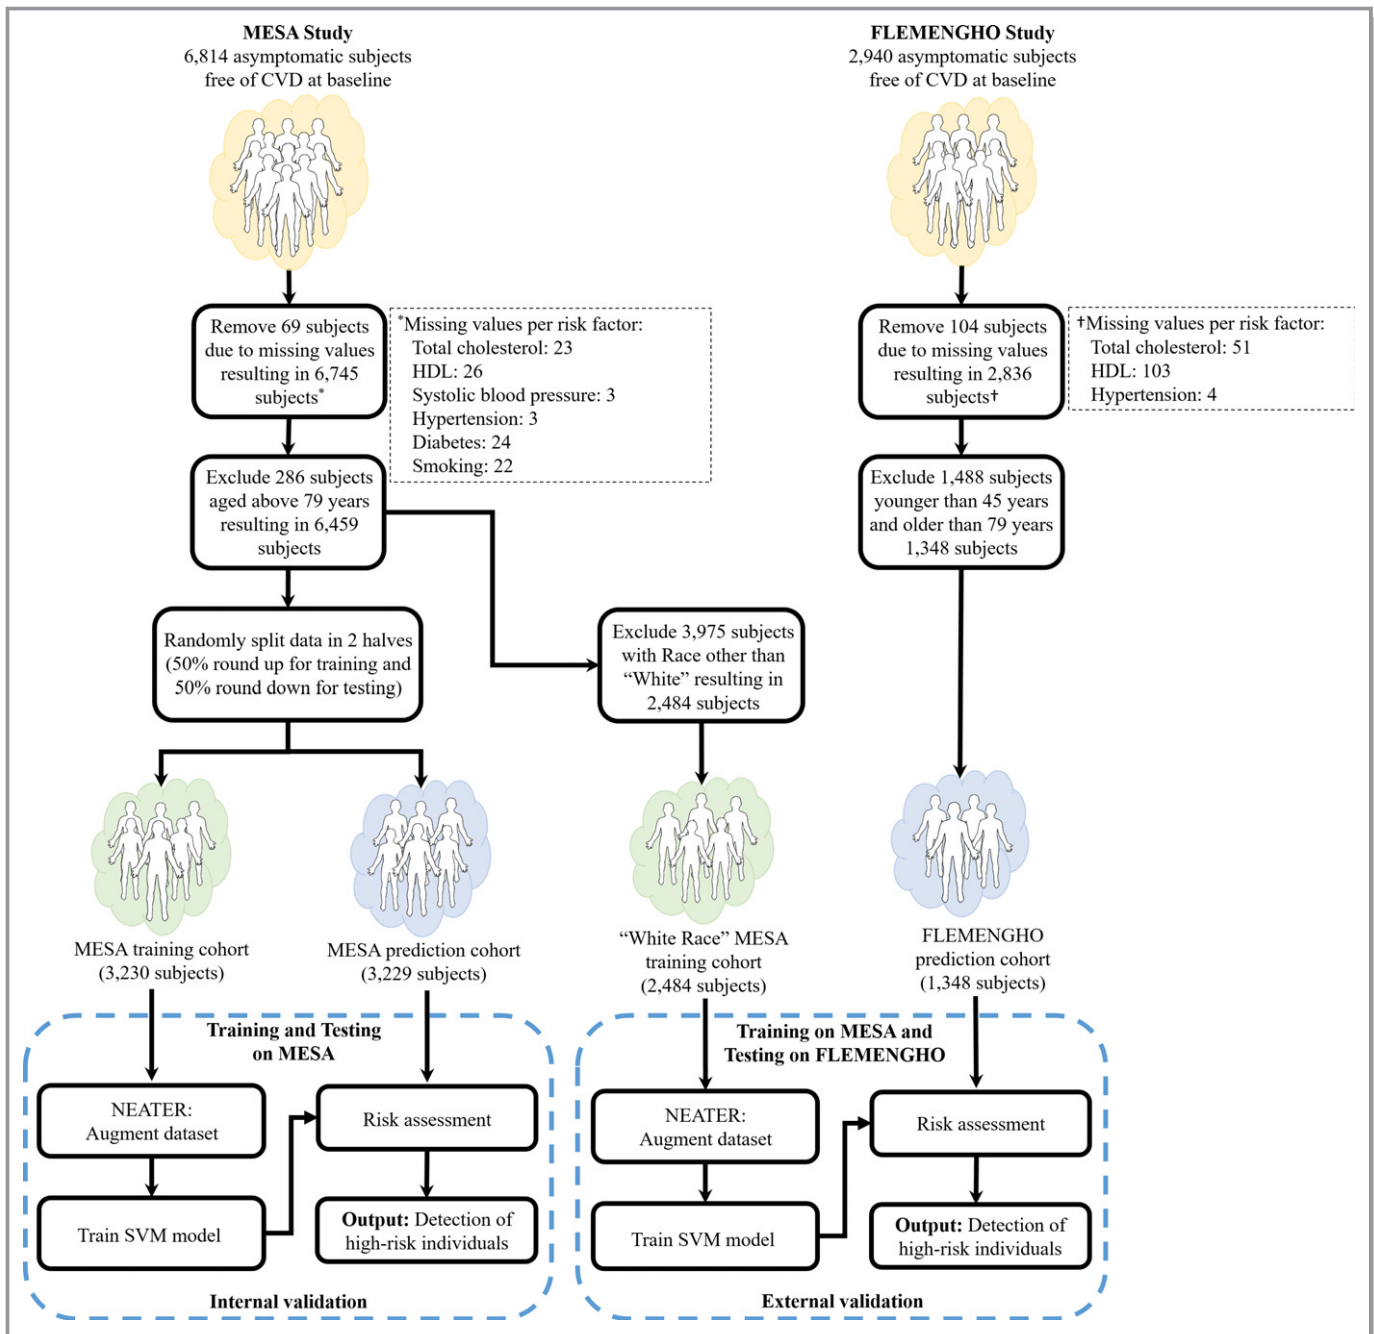 MESA Study
6,814 asymptomatic subjects
free of CVD at baseline
FLEMENGHO Study
2,940 asymptomatic subjects
free of CVD at baseline
Remove 69 subjects
due to missing values
resulting in 6,745
subjects*
*Missing values per risk factor:
Total cholesterol: 23
HDL: 26
Systolic blood pressure: 3
Hypertension: 3
Diabetes: 24
Smoking: 22
Remove 104 subjects
due to missing values
resulting in 2,836
subjects†
†Missing values per risk factor:
Total cholesterol: 51
HDL: 103
Hypertension: 4
Exclude 286 subjects
aged above 79 years
resulting in 6,459
subjects
Exclude 1,488 subjects
younger than 45 years
and older than 79 years
1,348 subjects
Randomly split data in 2 halves
(50% round up for training and
50% round down for testing)
Exclude 3,975 subjects
with Race other than
“White” resulting in
2,484 subjects
MESA training cohort
(3,230 subjects)
MESA prediction cohort
(3,229 subjects)
“White Race” MESA
training cohort
(2,484 subjects)
FLEMENGHO
prediction cohort
(1,348 subjects)
Training and Testing
on MESA
NEATER:
Augment dataset
Risk assessment
Train SVM model
Output: Detection of
high-risk individuals
Internal validation
Training on MESA and
Testing on FLEMENGHO
NEATER:
Augment dataset
Risk assessment
Train SVM model
Output: Detection of
high-risk individuals
External validation